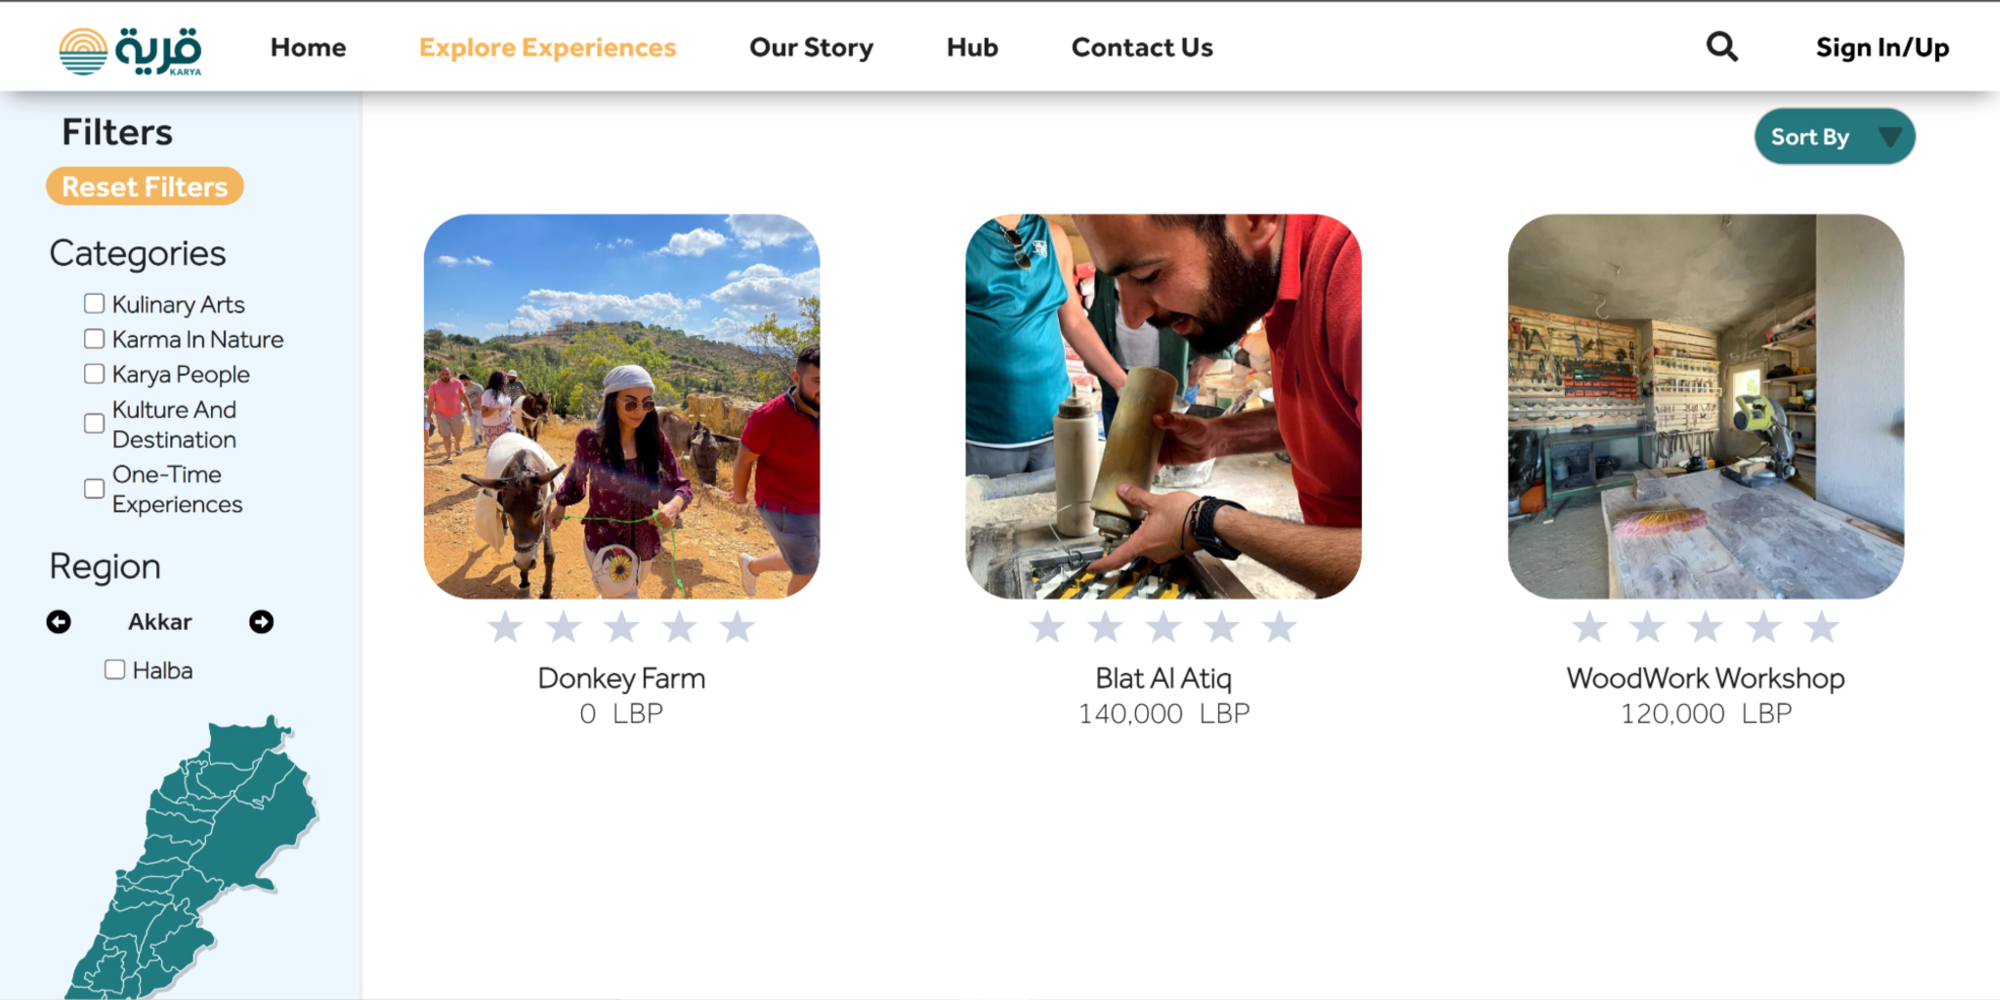 قرية
KARYA
Home
Explore Experiences
Our Story
Hub
Contact Us
Sign In/Up
Filters
Reset Filters
Categories
Kulinary Arts
Karma In Nature
Karya People
Kulture And
Destination
One-Time
Experiences
Region
Akkar
Halba
Sort By
Donkey Farm
0 LBP
Blat Al Atiq
140,000 LBP
WoodWork Workshop
120,000 LBP